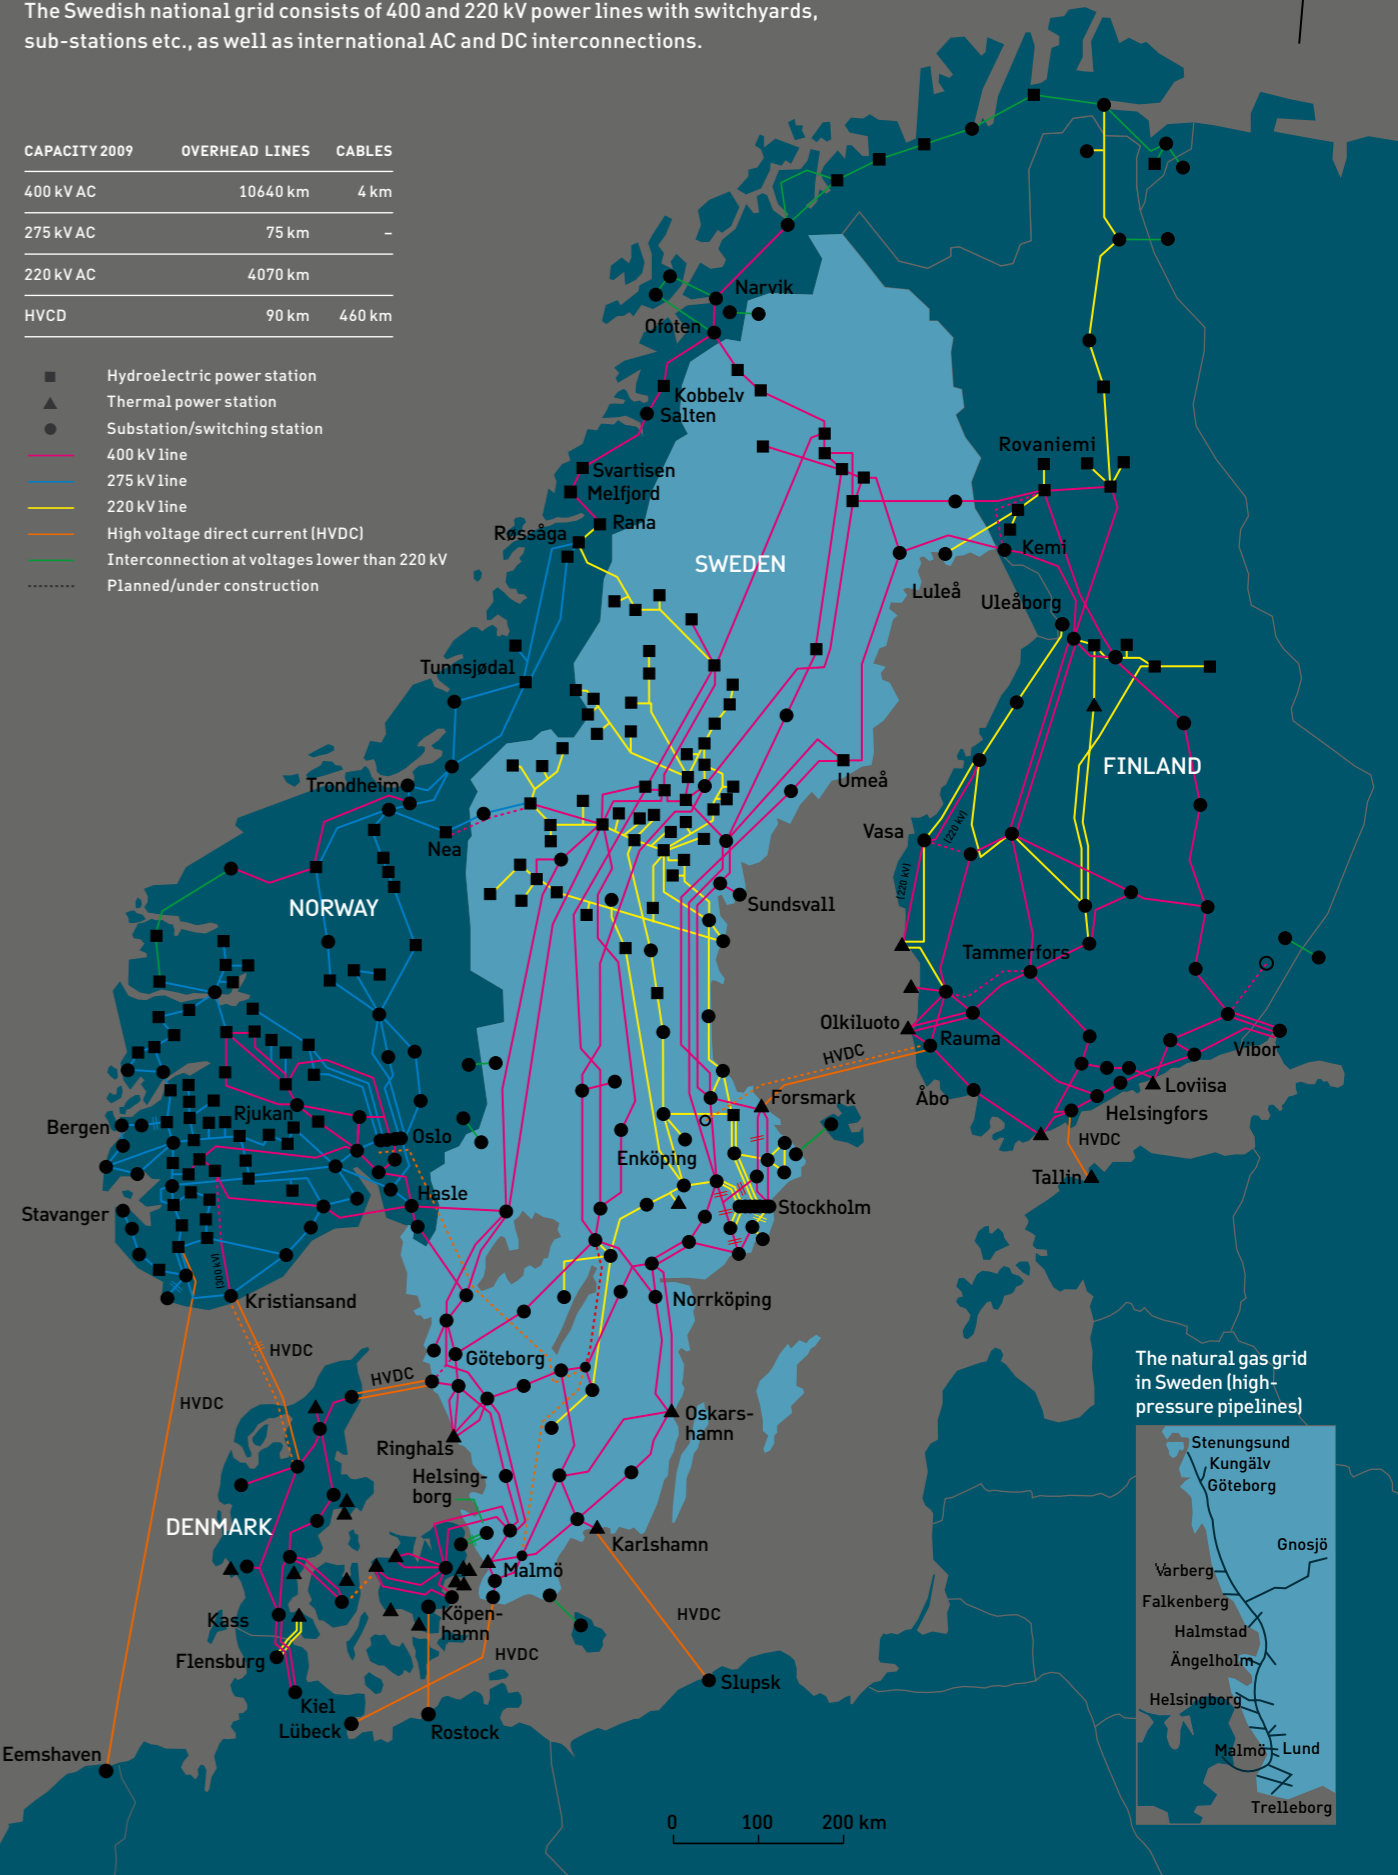 The Swedish national grid consists of 400 and 220 kV power lines with switchyards,
sub-stations etc., as well as international AC and DC interconnections.
CAPACITY 2009 OVERHEAD LINES CABLES
400 kV AC 10640 km 4 km
275 kV AC 75 km –
220 kV AC 4070 km
HVCD 90 km 460 km
Hydroelectric power station
Thermal power station
Substation/switching station
400 kV line
275 kV line
220 kV line
High voltage direct current (HVDC)
Interconnection at voltages lower than 220 kV
Planned/under construction
Narvik
Ofoten
Kobbelv
Salten
Svartisen
Melfjord
Rana
Røssåga
Rovaniemi
Kemi
SWEDEN
Luleå
Uleåborg
Tunnsjødal
Trondheim
Umeå
FINLAND
Vasa
(220 kV)
Nea
(220 kV)
NORWAY
Sundsvall
Tammerfors
Olkiluoto
Rauma
HVDC
Vibor
Loviisa
Forsmark
Åbo
Helsingfors
Bergen
Rjukan
Oslo
HVDC
Enköping
Tallin
Hasle
Stavanger
Stockholm
(300 kV)
Kristiansand
Norrköping
HVDC
Göteborg
HVDC
HVDC
Oskars-
hamn
Ringhals
Helsing-
borg
DENMARK
Karlshamn
Malmö
Kass
Köpen-
hamn
HVDC
HVDC
Flensburg
Slupsk
Kiel
Lübeck
Rostock
Eemshaven
0 100 200 km
The natural gas grid
in Sweden (high-
pressure pipelines)
Stenungsund
Kungälv
Göteborg
Gnosjö
Varberg
Falkenberg
Halmstad
Ängelholm
Helsingborg
Malmö Lund
Trelleborg